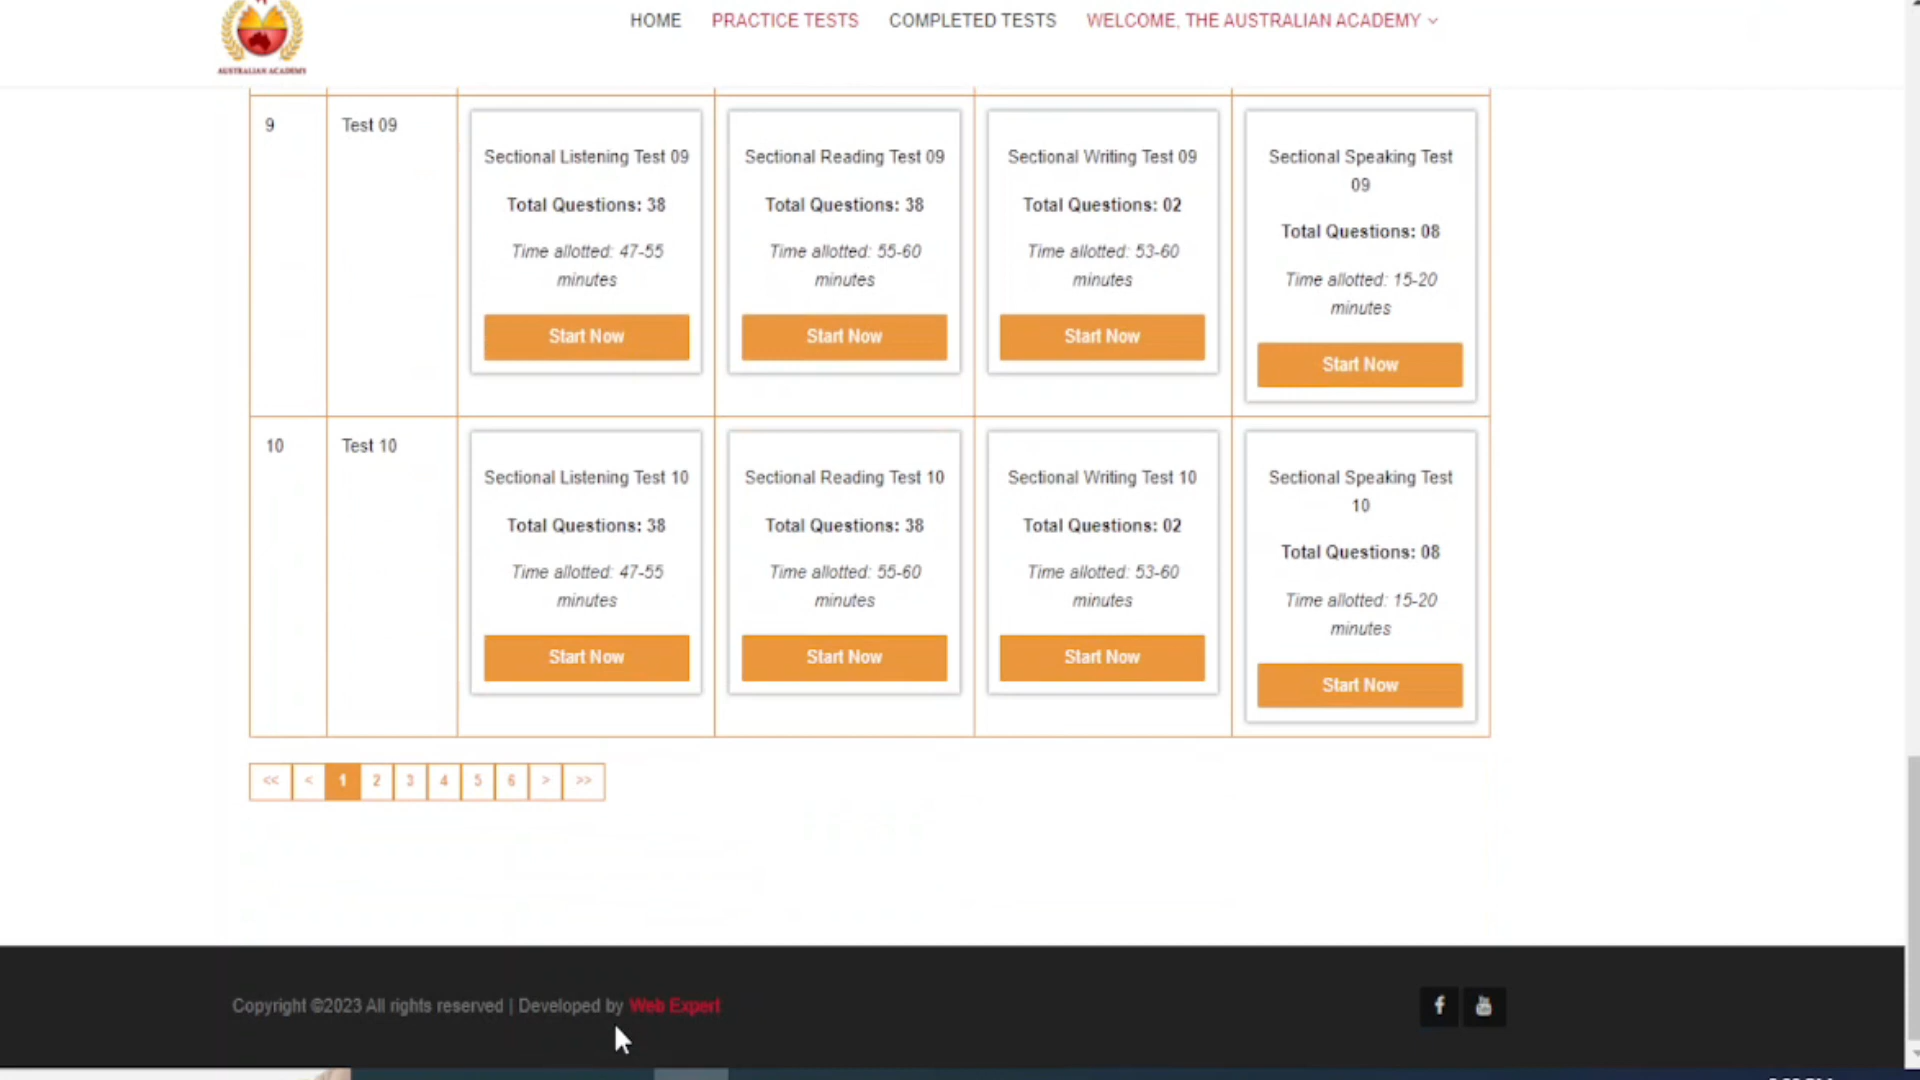 HOME PRACTICE TESTS COMPLETED TESTS WELCOME, THE AUSTRALIAN ACADEMY
AUSTRALIAN ACADEMY
9
Test 09
Sectional Listening Test 09
Total Questions: 38
Time allotted: 47-55
minutes
Start Now
Sectional Reading Test 09
Total Questions: 38
Time allotted: 55-60
minutes
Start Now
Sectional Writing Test 09
Total Questions: 02
Time allotted: 53-60
minutes
Start Now
Sectional Speaking Test
09
Total Questions: 08
Time allotted: 15-20
minutes
Start Now
10
Test 10
Sectional Listening Test 10
Total Questions: 38
Time allotted: 47-55
minutes
Start Now
Sectional Reading Test 10
Total Questions: 38
Time allotted: 55-60
minutes
Start Now
Sectional Writing Test 10
Total Questions: 02
Time allotted: 53-60
minutes
Start Now
Sectional Speaking Test
10
Total Questions: 08
Time allotted: 15-20
minutes
Start Now
<< < 1 2 3 4 5 6 > >>
Copyright ©2023 All rights reserved | Developed by Web Expert